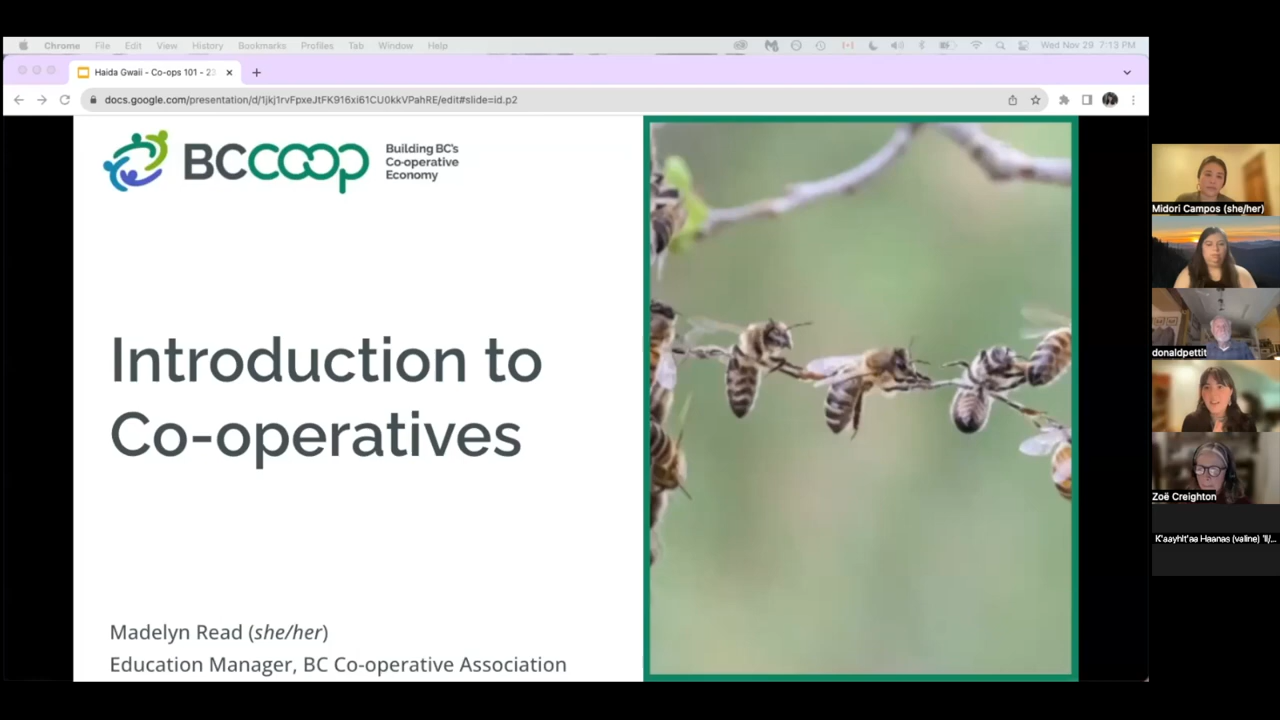 Chrome File Edit View History Bookmarks Profiles Tab Window Help Wed Nov 29 7:13 PM
Haida Gwaii - Co-ops 101 - 23
docs.google.com/presentation/d/1jkj1rvFpxeJtFK916xi61CU0kkVPahRE/edit#slide=id.p2
BCCOOP
Building BC's
Co-operative
Economy
Introduction to
Co-operatives
Madelyn Read (she/her)
Education Manager, BC Co-operative Association
Midori Campos (she/her)
donaldpettit
Zoë Creighton
K'aayhlt'aa Haanas (valine) 'll/...